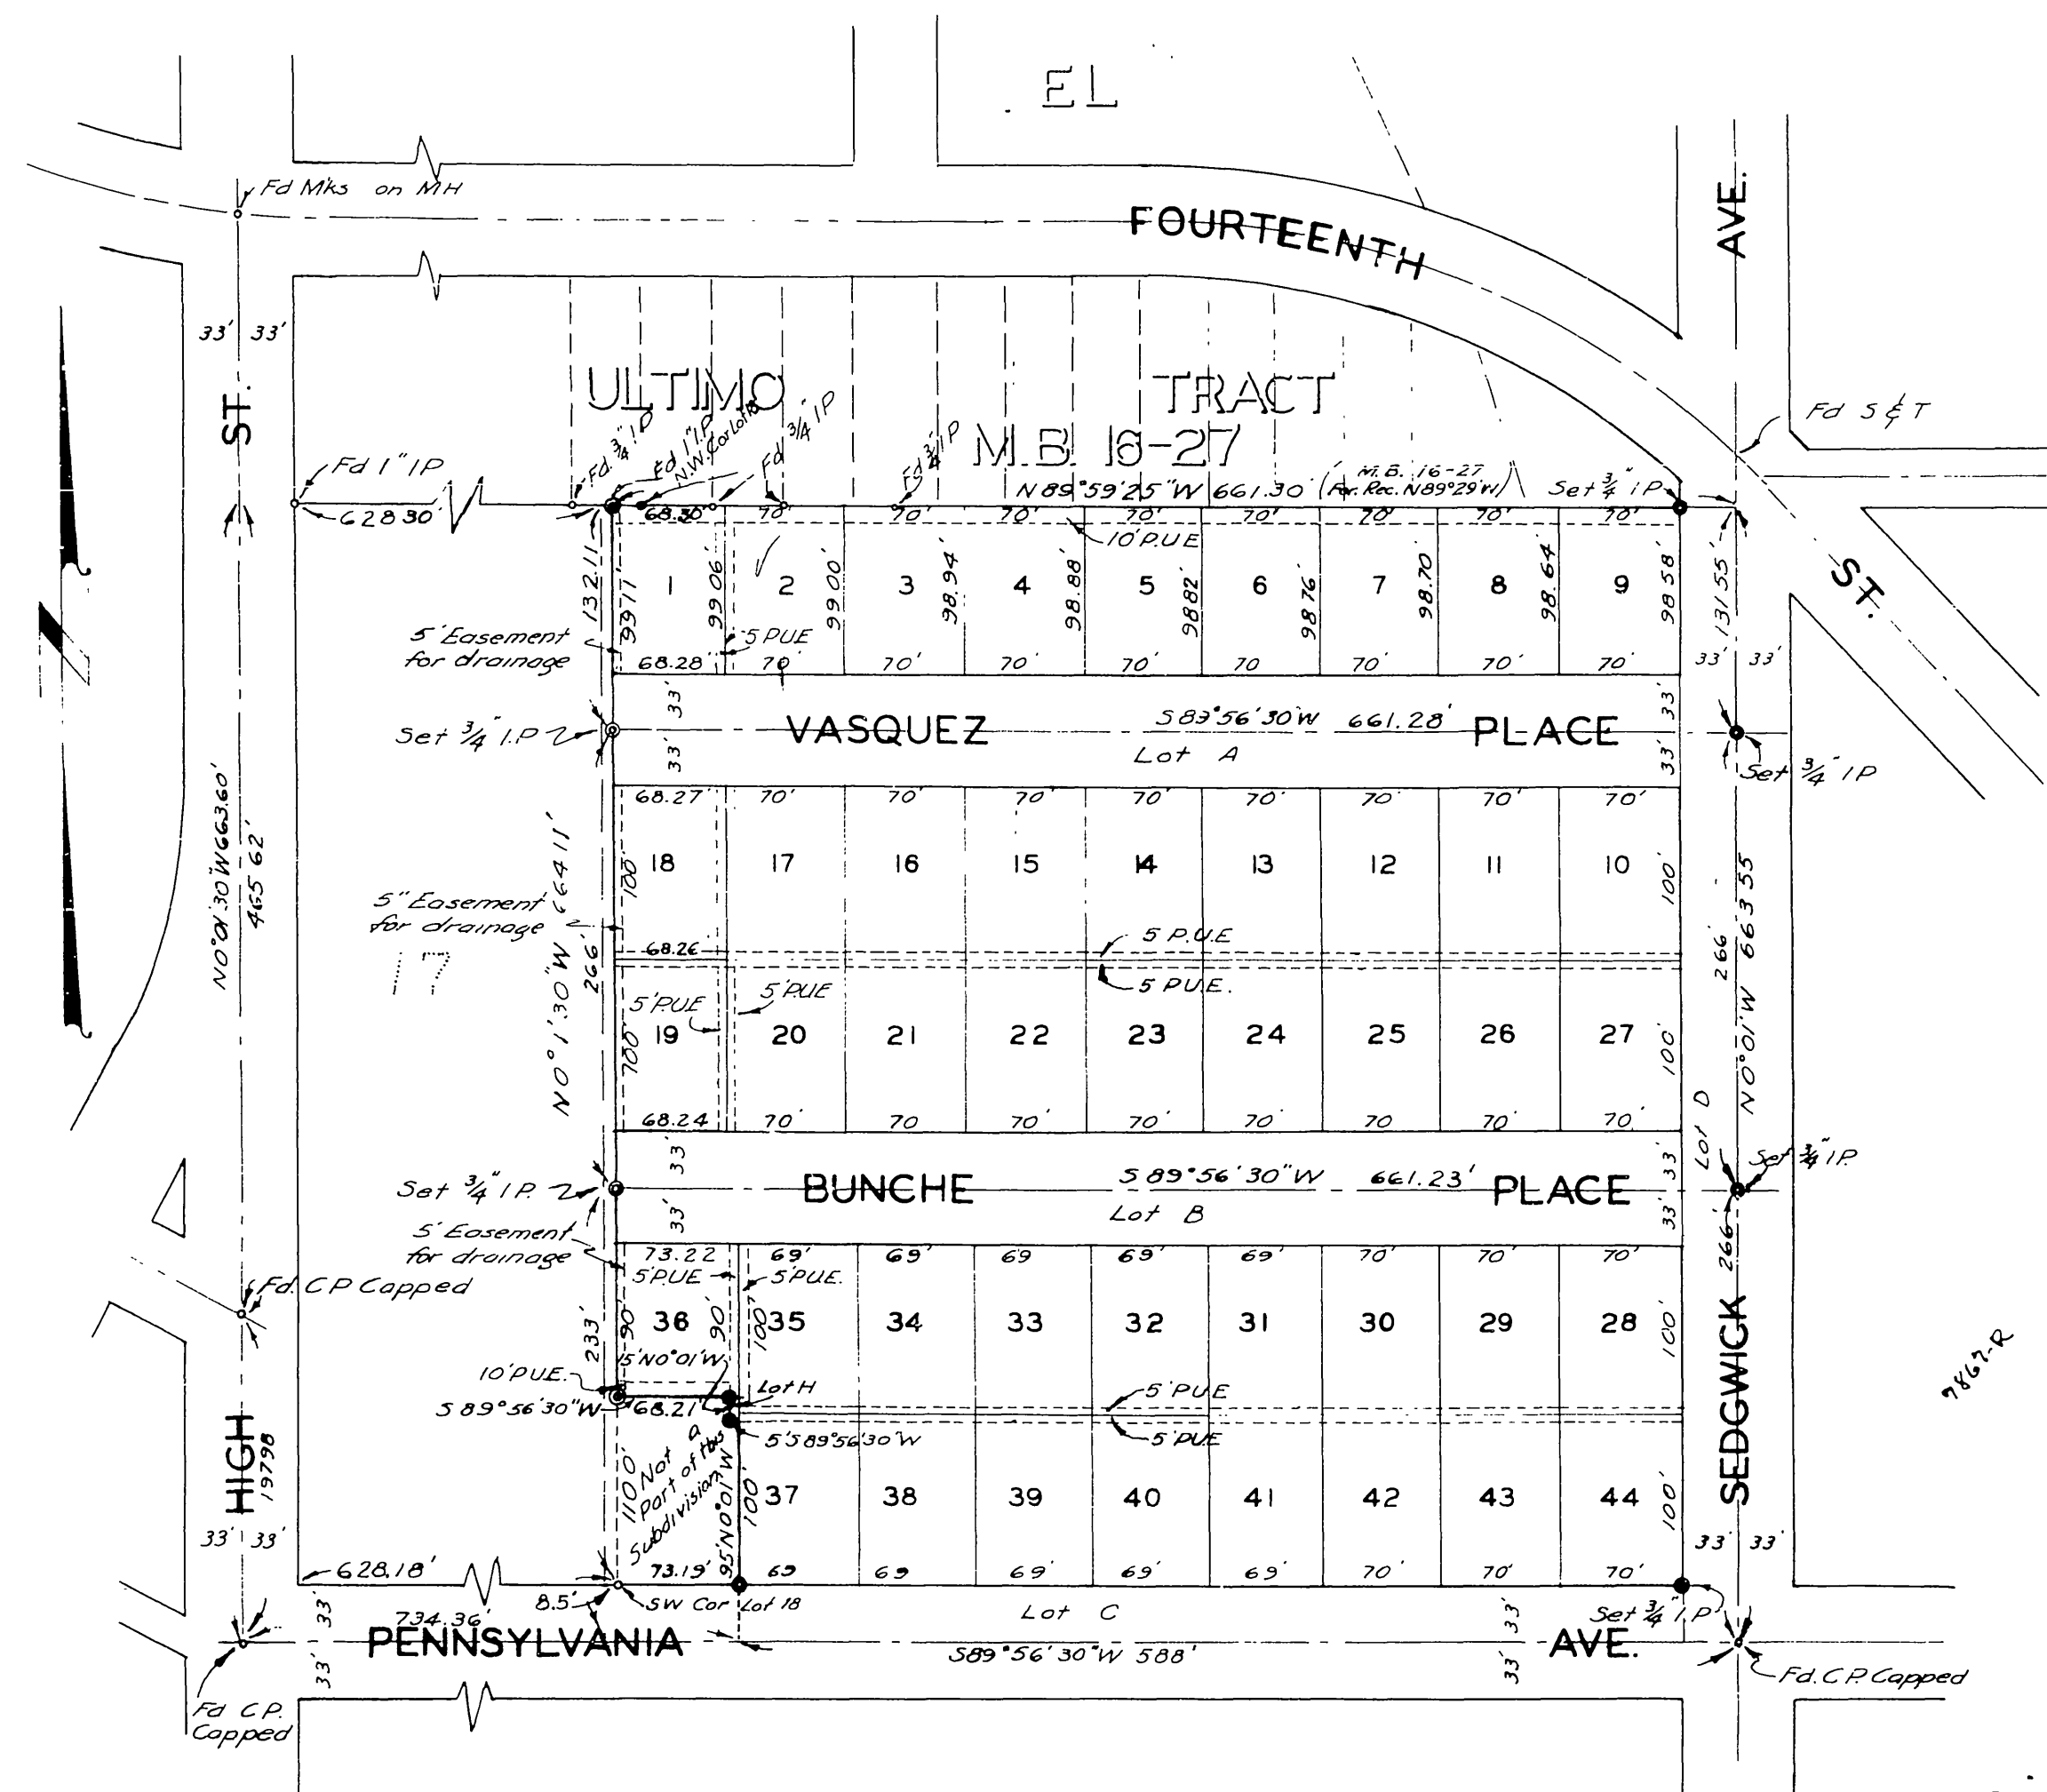 EL
AVE.
Fd Mks on MH
FOURTEENTH
33' 33'
ST.
ULTIMO TRACT
M.B. 16-27
Fd S & T
Fd 1" IP
Fd. 3/4" IP
Fd 1" I.P.
N.W. Cor Lot 18
Fd 3/4" IP
Fd 3/4" IP
N 89°59'25"W 661.30'
M.B. 16-27
(For. Rec. N89°29'W)
Set 3/4" IP
628 30'
68.30' 70' 70' 70' 70' 70' 70' 70' 70'
10' P.U.E
132.11'
99 11'
1
99 06'
2
99 00'
3
98.94'
4
98.88'
5
98 82'
6
98 76'
7
98.70'
8
98.64'
9
98 58'
131 55'
ST.
5' Easement
for drainage
5 PUE
68.28' 70' 70' 70' 70' 70 70' 70' 70'
33' 33'
33'
33'
Set 3/4" I.P
VASQUEZ
S 89°56'30"W 661.28'
PLACE
Lot A
33'
33'
Set 3/4" IP
68.27' 70' 70' 70' 70' 70' 70' 70' 70'
N0°01'30"W 663.60'
465 62'
18 17 16 15 14 13 12 11 10
100'
100'
5" Easement
for drainage
17
N0°1'30"W 664 11'
266'
68.26'
5 P.U.E
5 P.U.E.
266'
N0°01'W 663 55
5' P.U.E
5' P.U.E
19 20 21 22 23 24 25 26 27
100'
100'
68.24 70' 70 70' 70' 70' 70' 70' 70'
Lot D
33'
33'
Set 3/4" IP.
BUNCHE
S 89°56'30"W 661.23'
PLACE
Lot B
33'
33'
Set 3/4" IP.
5' Easement
for drainage
73.22 69' 69' 69 69' 69' 70' 70' 70'
5' P.U.E
5' P.U.E.
266'
Fd. C P Capped
233'
90'
36
90'
100'
35 34 33 32 31 30 29 28
100'
SEDGWICK
7867-R
15' N0°01'W
10' P.U.E.
Lot H
S 89°56'30"W
68.21'
5' PUE
5' PUE
5' S 89°56'30"W
HIGH
19798
110 0'
Not a
Part of this
Subdivision
95' N0°01'W
100'
37 38 39 40 41 42 43 44
100'
33' 33'
33' 33'
628.18'
73.19' 69 69 69' 69' 69' 70' 70' 70'
8.5'
SW Cor Lot 18
Lot C
Set 3/4" I.P
33'
33'
734.36'
PENNSYLVANIA
S89°56'30"W 588'
33'
33'
AVE.
Fd. C.P. Capped
Fd C P.
Capped